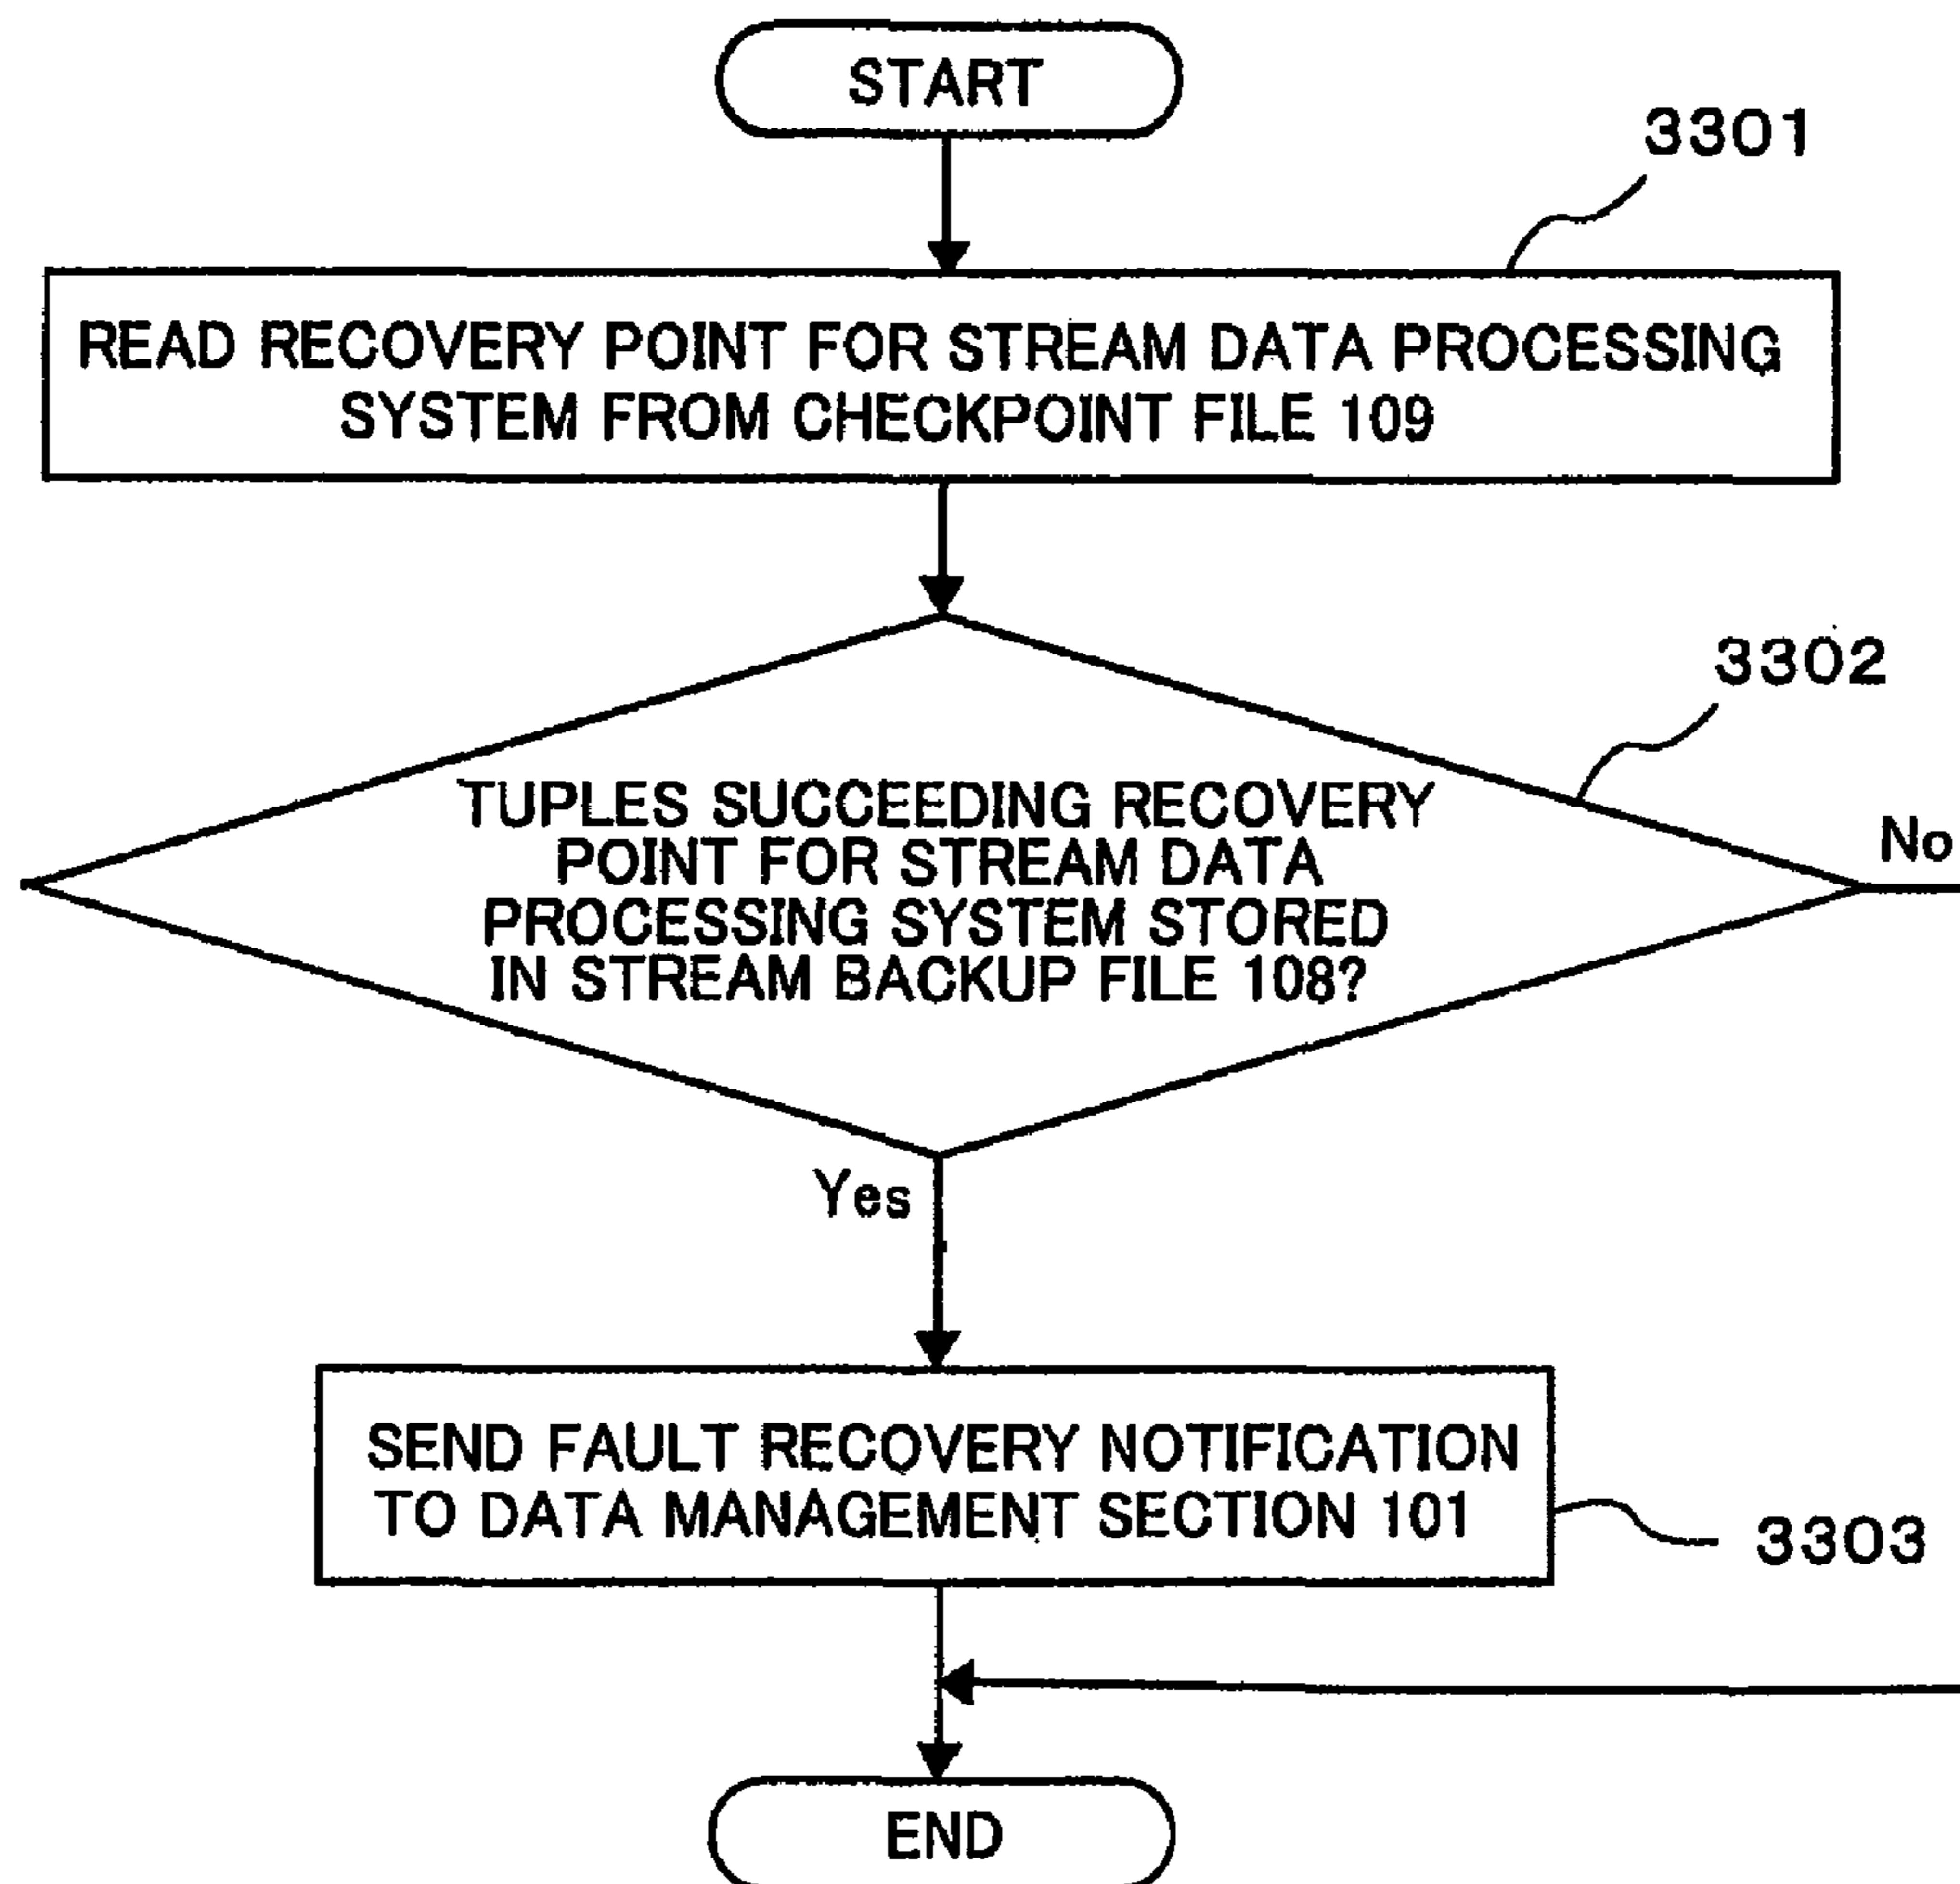 START
3301
READ RECOVERY POINT FOR STREAM DATA PROCESSING
SYSTEM FROM CHECKPOINT FILE 109
3302
TUPLES SUCCEEDING RECOVERY
POINT FOR STREAM DATA
PROCESSING SYSTEM STORED
IN STREAM BACKUP FILE 108?
No
Yes
SEND FAULT RECOVERY NOTIFICATION
TO DATA MANAGEMENT SECTION 101
3303
END